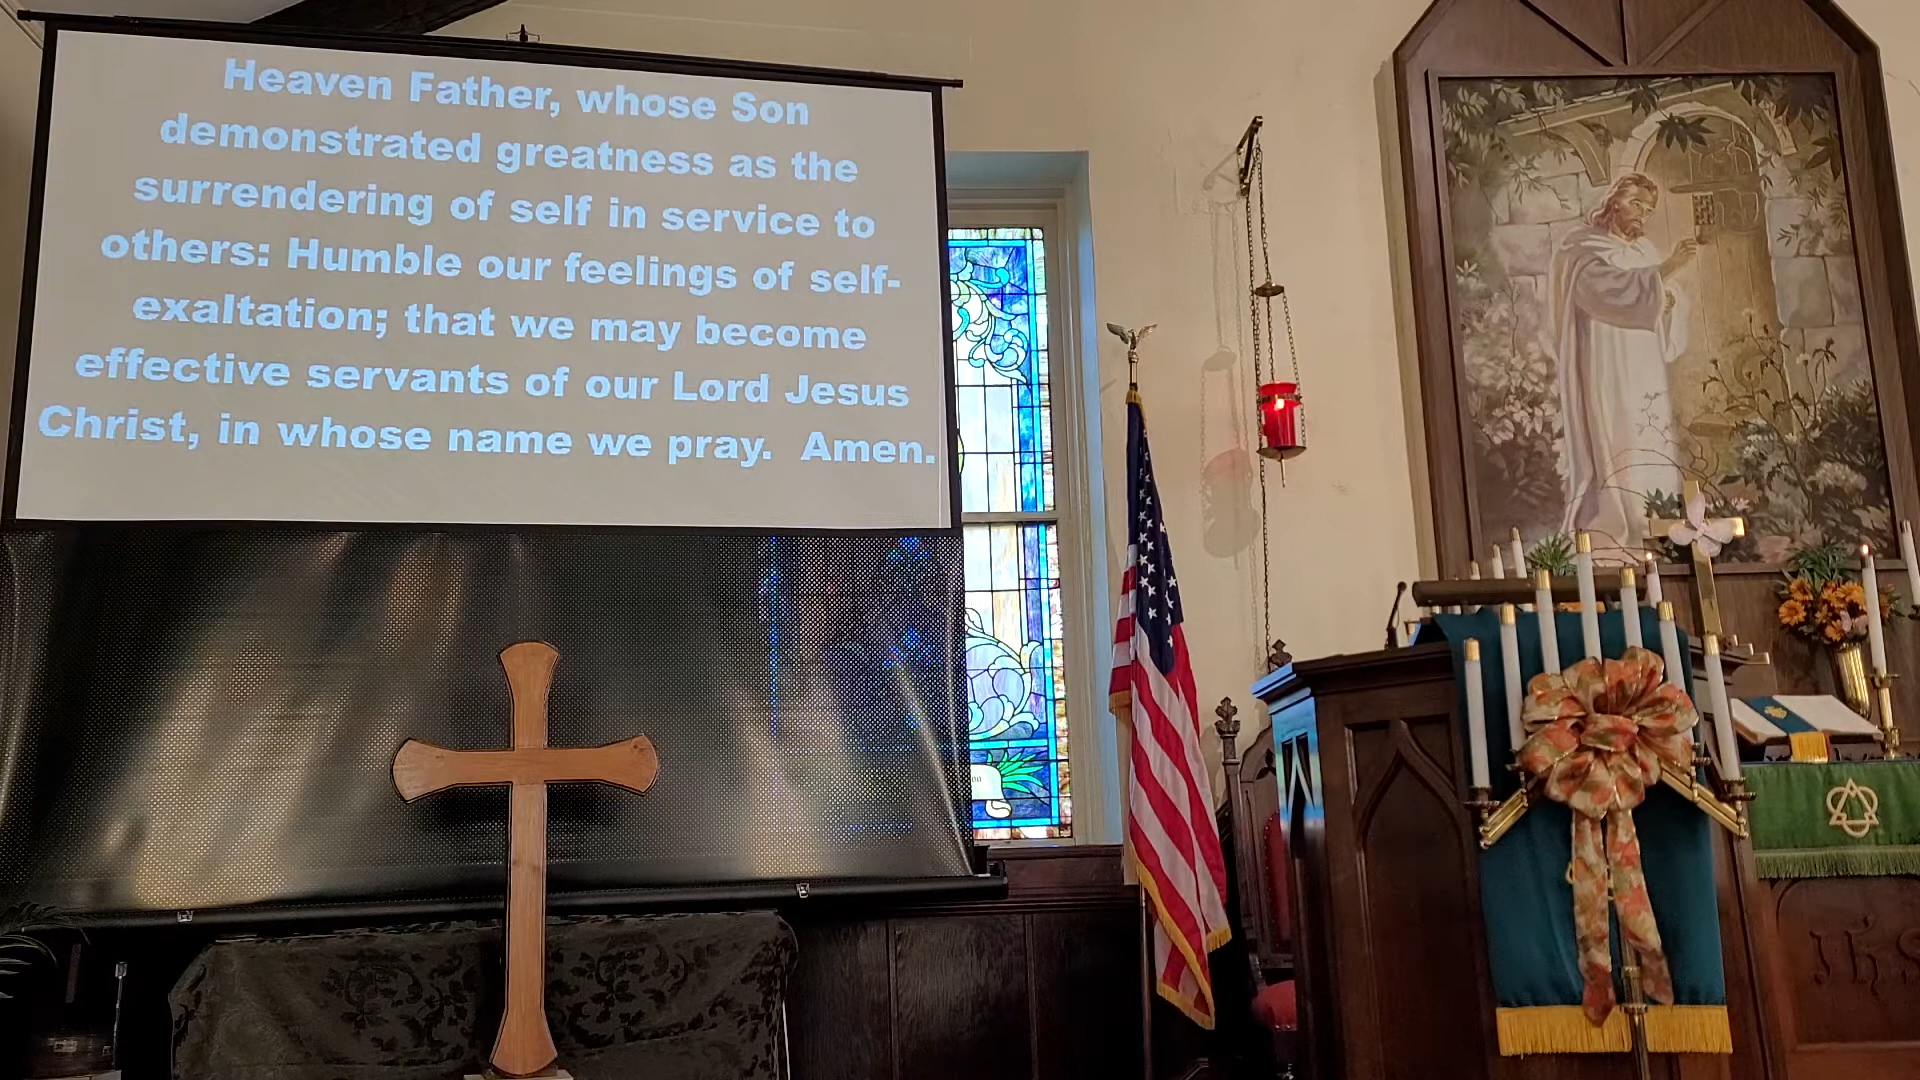 Heaven Father, whose Son
demonstrated greatness as the
surrendering of self in service to
others: Humble our feelings of self-
exaltation; that we may become
effective servants of our Lord Jesus
Christ, in whose name we pray.  Amen.
IHS